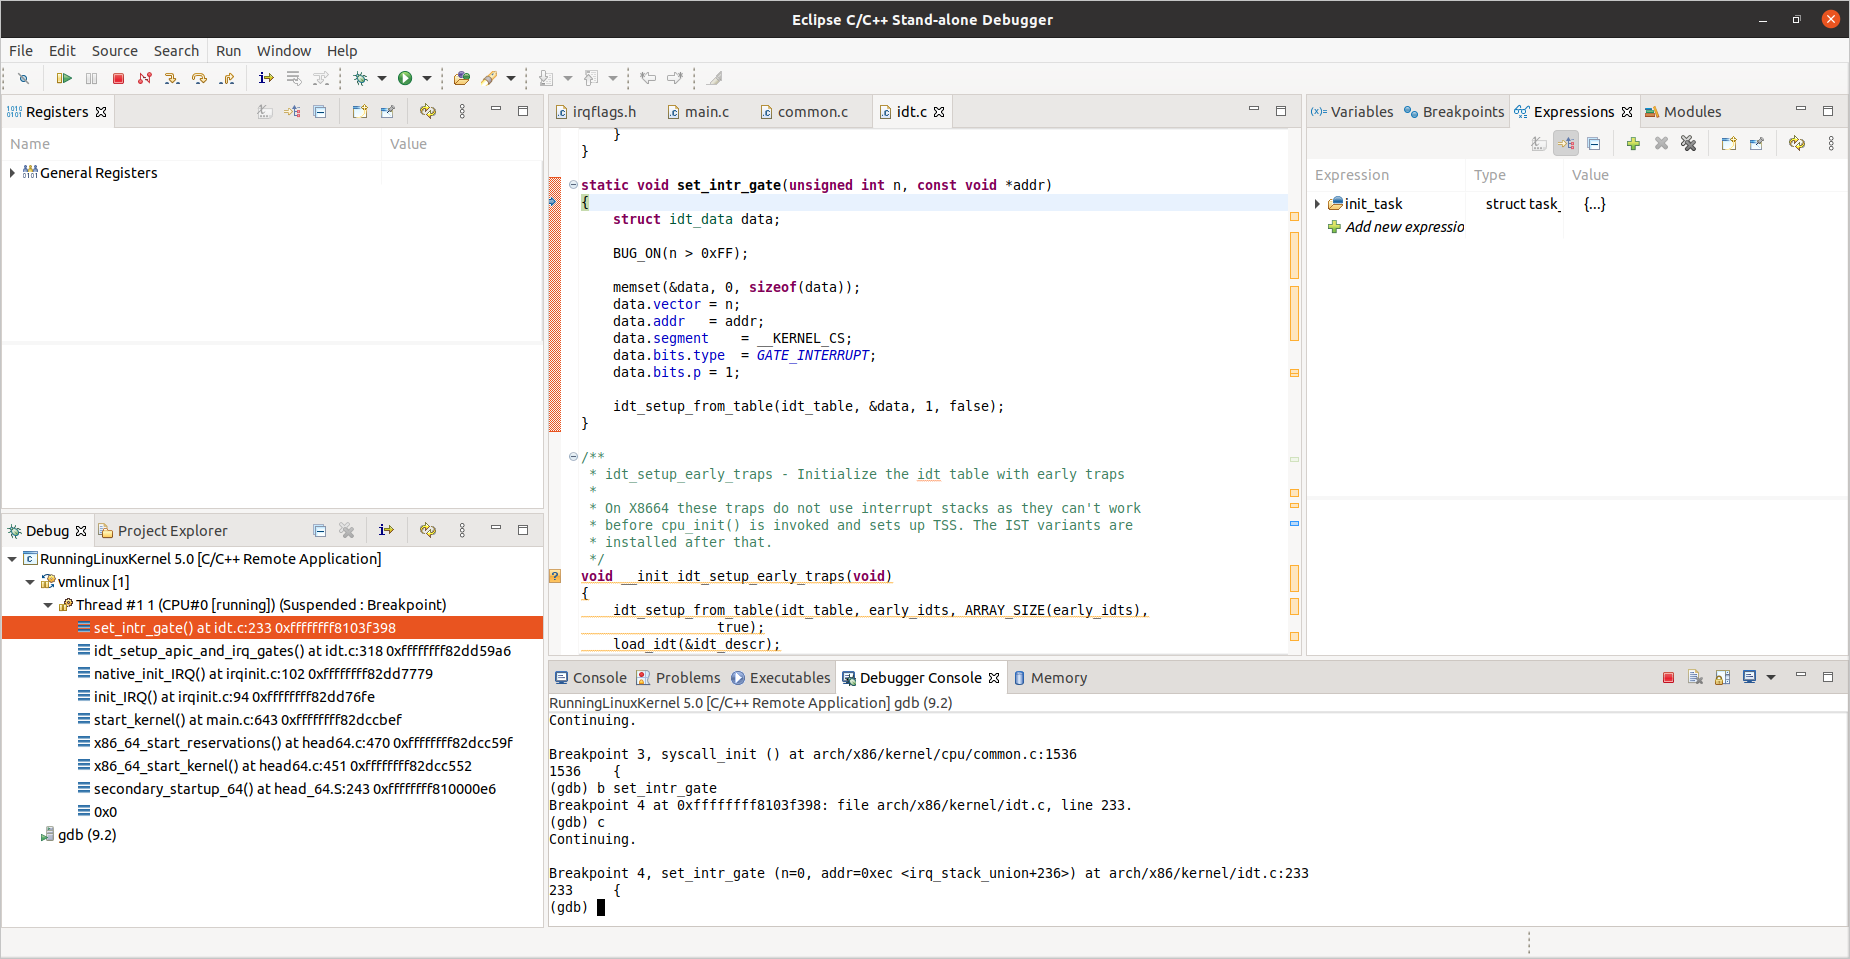 Eclipse C/C++ Stand-alone Debugger
File Edit Source Search Run Window Help
Registers
Name Value
General Registers
Debug Project Explorer
RunningLinuxKernel 5.0 [C/C++ Remote Application]
vmlinux [1]
Thread #1 1 (CPU#0 [running]) (Suspended : Breakpoint)
set_intr_gate() at idt.c:233 0xffffffff8103f398
idt_setup_apic_and_irq_gates() at idt.c:318 0xffffffff82dd59a6
native_init_IRQ() at irqinit.c:102 0xffffffff82dd7779
init_IRQ() at irqinit.c:94 0xffffffff82dd76fe
start_kernel() at main.c:643 0xffffffff82dccbef
x86_64_start_reservations() at head64.c:470 0xffffffff82dcc59f
x86_64_start_kernel() at head64.c:451 0xffffffff82dcc552
secondary_startup_64() at head_64.S:243 0xffffffff810000e6
0x0
gdb (9.2)
irqflags.h main.c common.c idt.c
}
}
static void set_intr_gate(unsigned int n, const void *addr)
{
struct idt_data data;
BUG_ON(n > 0xFF);
memset(&data, 0, sizeof(data));
data.vector = n;
data.addr = addr;
data.segment = __KERNEL_CS;
data.bits.type = GATE_INTERRUPT;
data.bits.p = 1;
idt_setup_from_table(idt_table, &data, 1, false);
}
/**
* idt_setup_early_traps - Initialize the idt table with early traps
*
* On X8664 these traps do not use interrupt stacks as they can't work
* before cpu_init() is invoked and sets up TSS. The IST variants are
* installed after that.
*/
void __init idt_setup_early_traps(void)
{
idt_setup_from_table(idt_table, early_idts, ARRAY_SIZE(early_idts),
true);
load_idt(&idt_descr);
(x)= Variables Breakpoints Expressions Modules
Expression Type Value
init_task struct task_ {...}
Add new expressio
Console Problems Executables Debugger Console Memory
RunningLinuxKernel 5.0 [C/C++ Remote Application] gdb (9.2)
Continuing.
Breakpoint 3, syscall_init () at arch/x86/kernel/cpu/common.c:1536
1536 {
(gdb) b set_intr_gate
Breakpoint 4 at 0xffffffff8103f398: file arch/x86/kernel/idt.c, line 233.
(gdb) c
Continuing.
Breakpoint 4, set_intr_gate (n=0, addr=0xec <irq_stack_union+236>) at arch/x86/kernel/idt.c:233
233 {
(gdb)